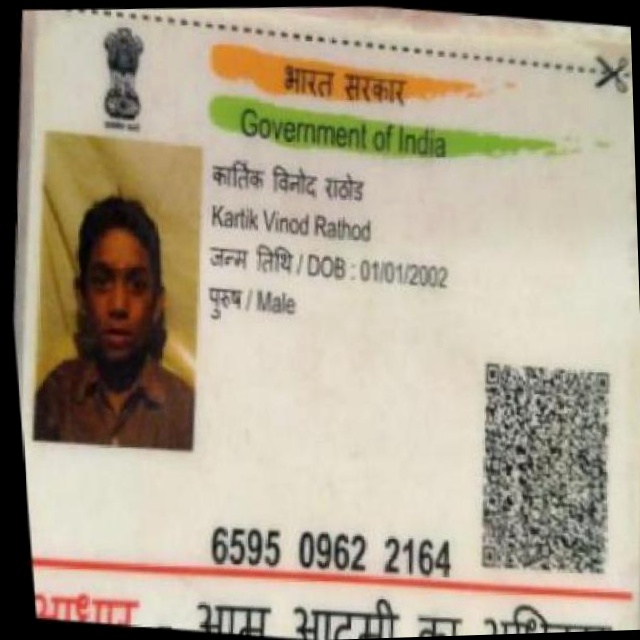 भारत सरकार
Government of India
कार्तिक विनोद राठोड
Kartik Vinod Rathod
जन्म तिथि / DOB : 01/01/2002
पुरुष / Male
6595 0962 2164
आधार - आम आदमी का